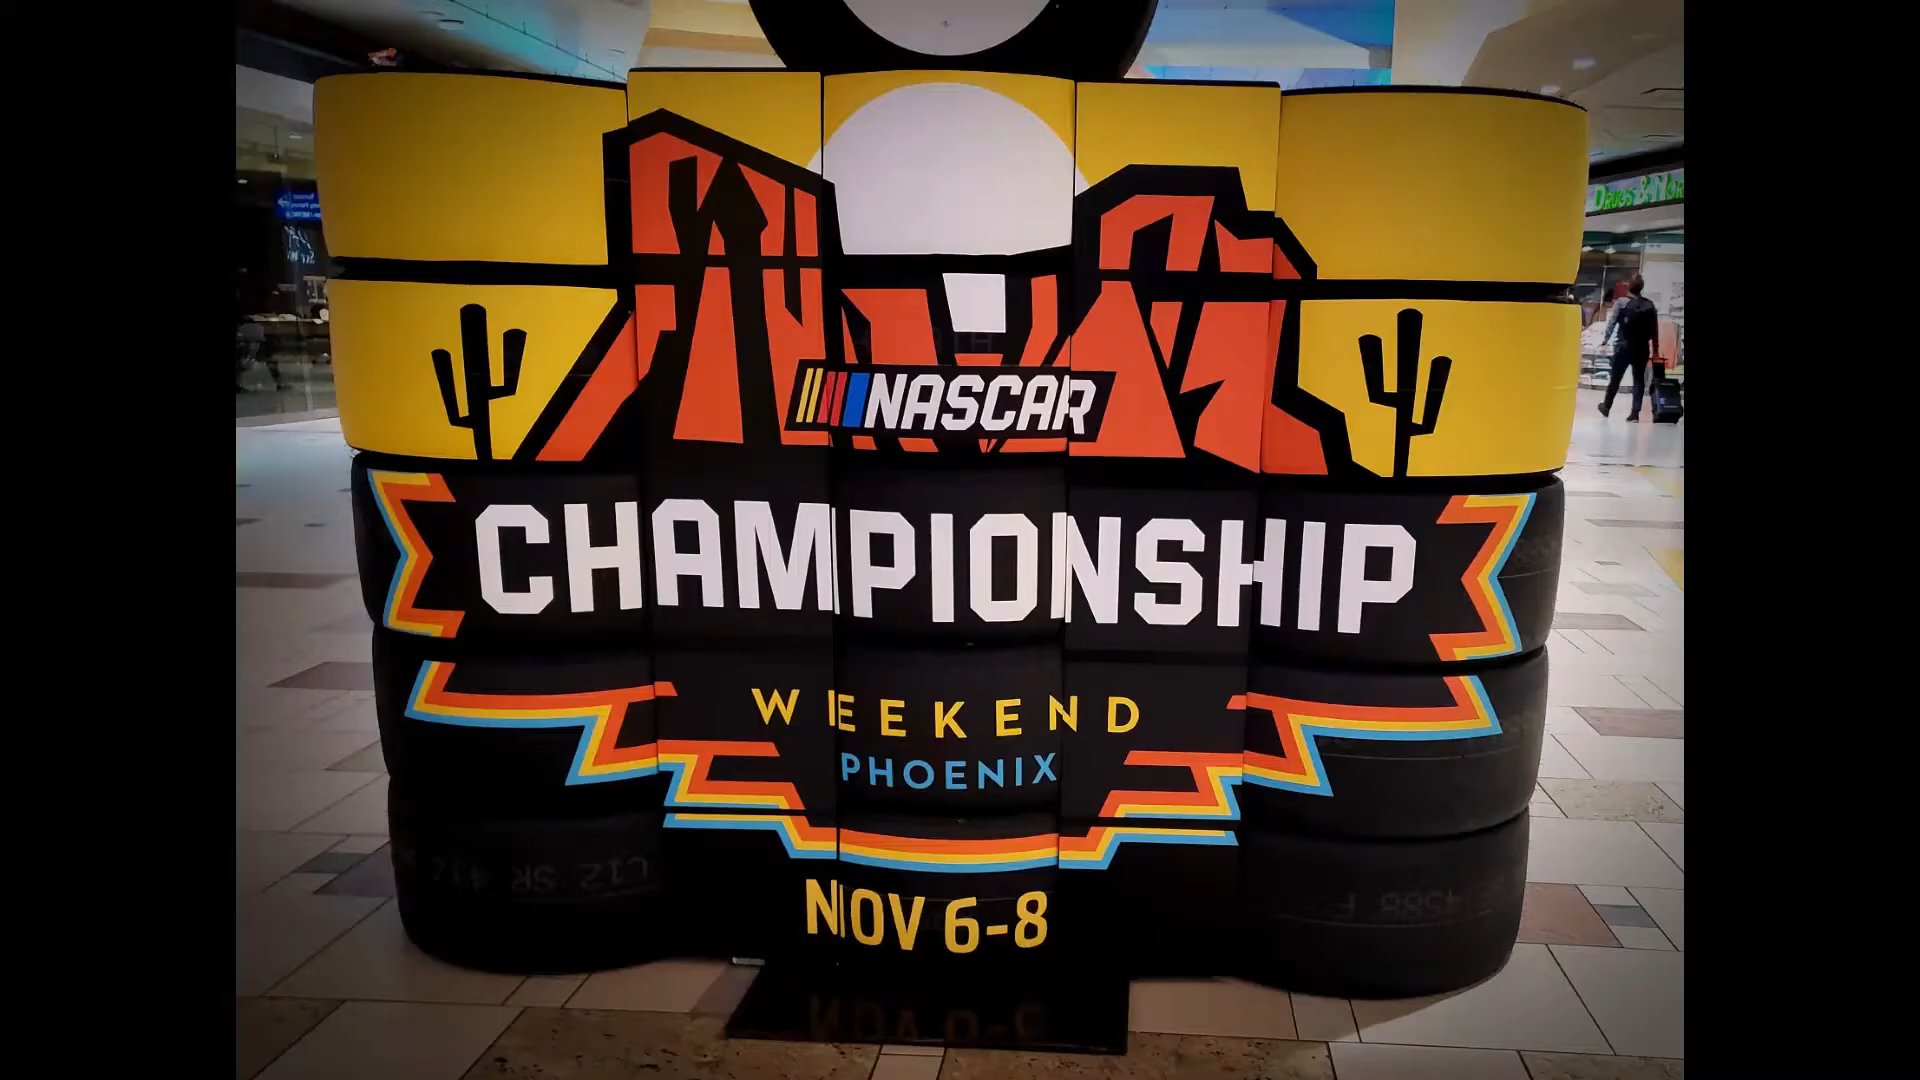 NASCAR
CHAMPIONSHIP
WEEKEND
PHOENIX
NOV 6-8